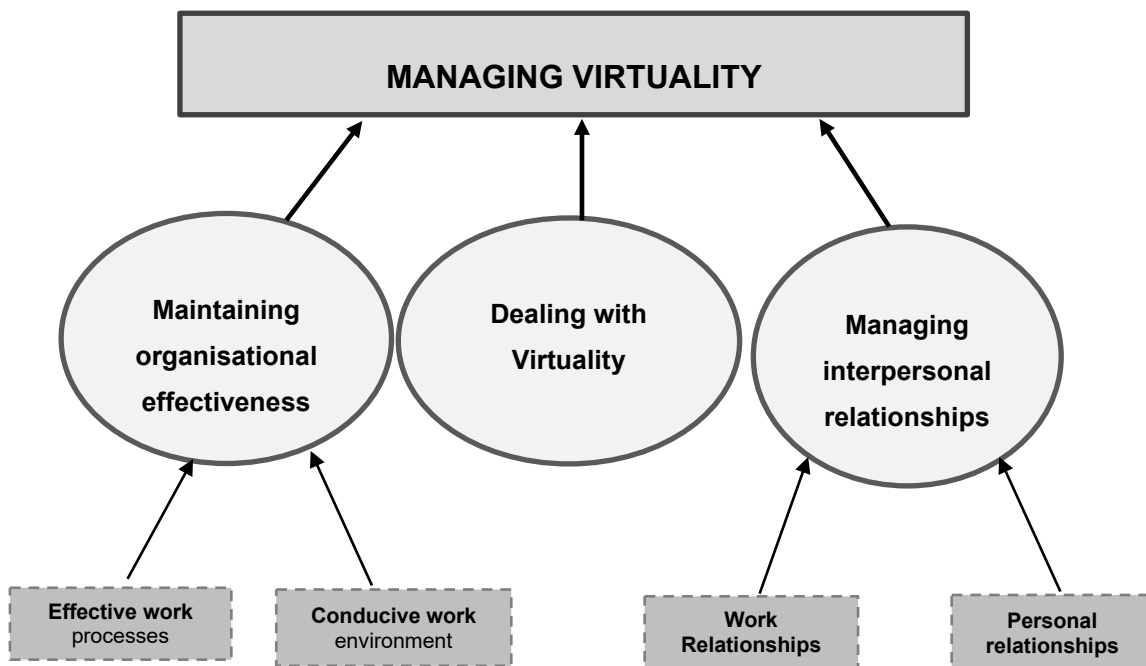 MANAGING VIRTUALITY
Maintaining
organisational
effectiveness
Dealing with
Virtuality
Managing
interpersonal
relationships
Effective work
processes
Conducive work
environment
Work
Relationships
Personal
relationships